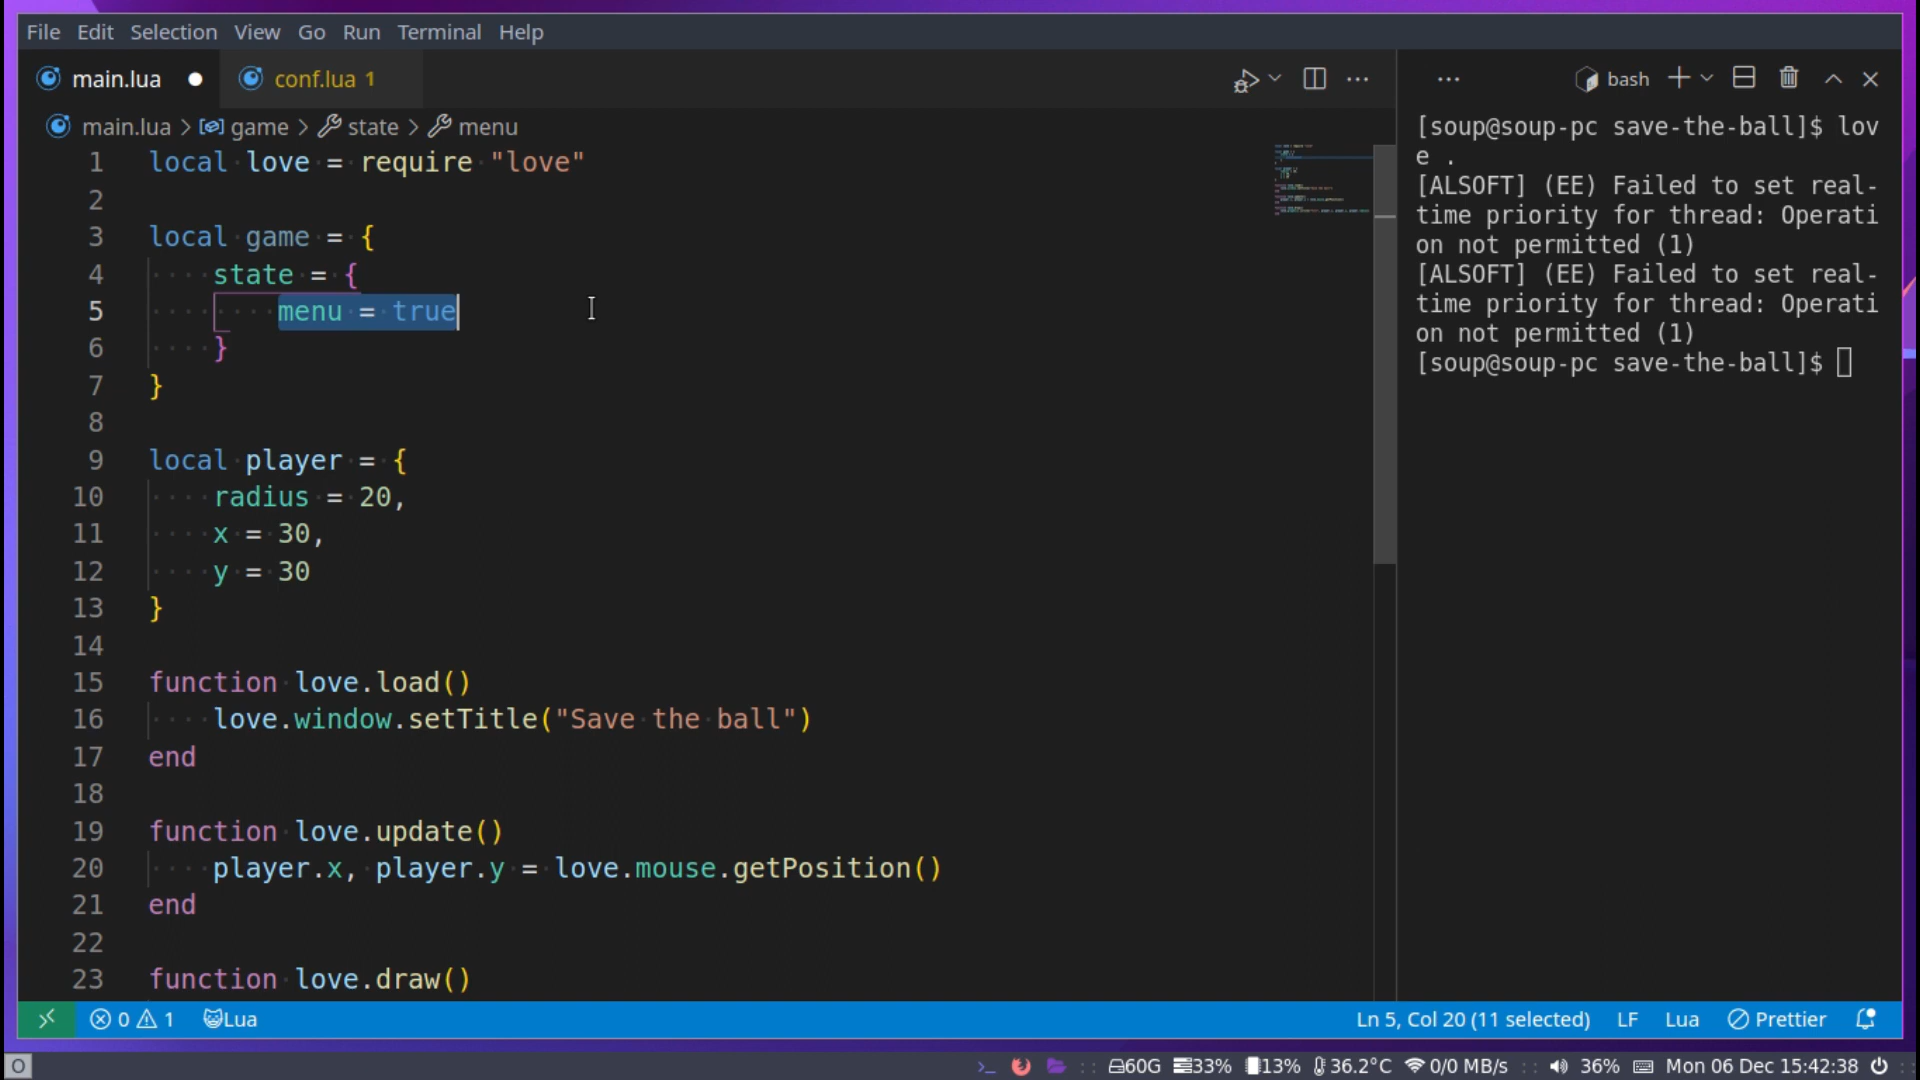 File Edit Selection View Go Run Terminal Help
main.lua conf.lua 1
bash
main.lua > game > state > menu
1 local love = require "love"
2
3 local game = {
4 state = {
5 menu = true
6 }
7 }
8
9 local player = {
10 radius = 20,
11 x = 30,
12 y = 30
13 }
14
15 function love.load()
16 love.window.setTitle("Save the ball")
17 end
18
19 function love.update()
20 player.x, player.y = love.mouse.getPosition()
21 end
22
23 function love.draw()
[soup@soup-pc save-the-ball]$ lov
e .
[ALSOFT] (EE) Failed to set real-
time priority for thread: Operati
on not permitted (1)
[ALSOFT] (EE) Failed to set real-
time priority for thread: Operati
on not permitted (1)
[soup@soup-pc save-the-ball]$
0 1 Lua Ln 5, Col 20 (11 selected) LF Lua Prettier
60G 33% 13% 36.2°C 0/0 MB/s 36% Mon 06 Dec 15:42:38